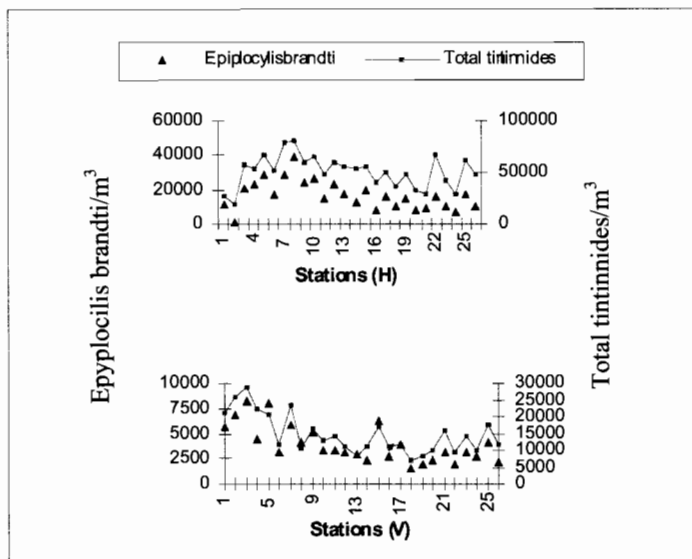 Epiplocylisbrandti Total tintinnides
60000
40000
20000
0
100000
50000
0
1 4 7 10 13 16 19 22 25
Stations (H)
Epyplocilis brandti/m³
Total tintinnides/m³
10000
7500
5000
2500
0
30000
25000
20000
15000
10000
5000
0
1 5 9 13 17 21 25
Stations (V)